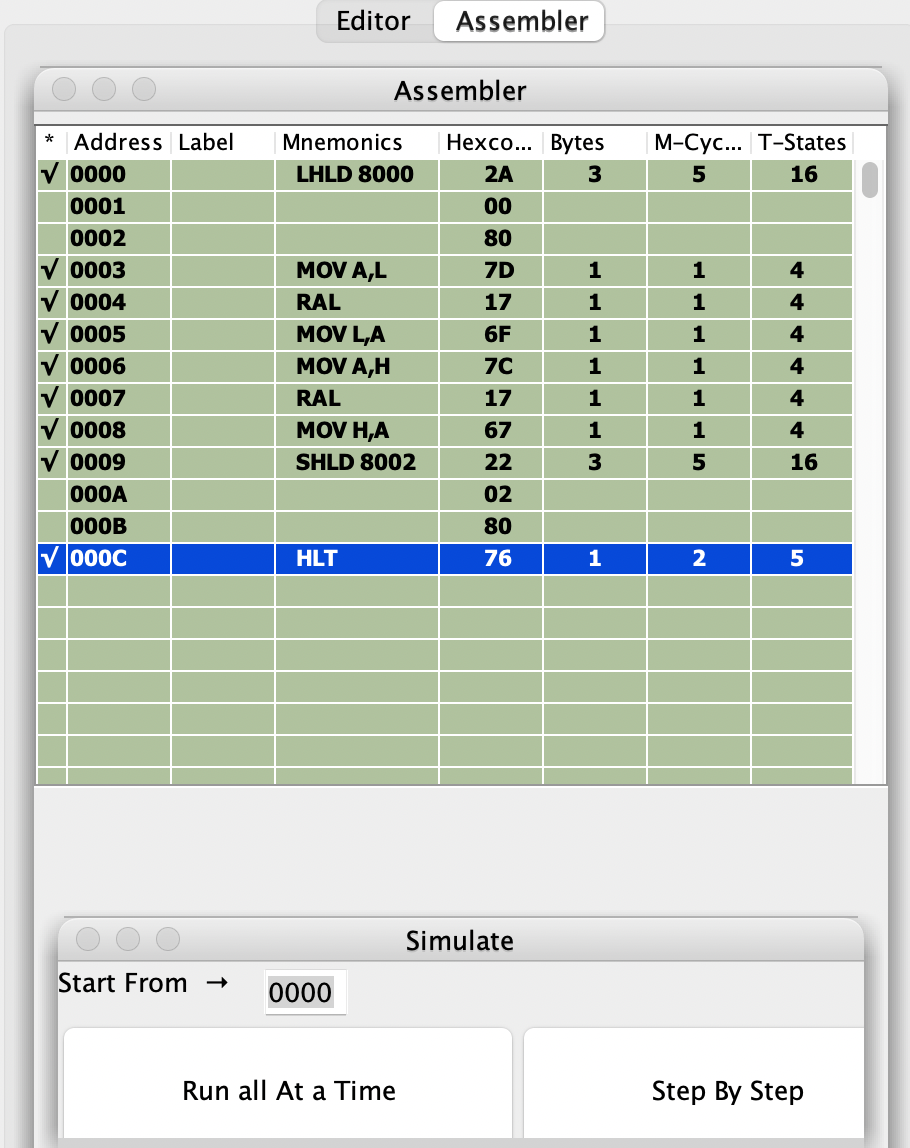 Editor Assembler
Assembler
* Address Label Mnemonics Hexco... Bytes M-Cyc... T-States
√ 0000 LHLD 8000 2A 3 5 16
0001 00
0002 80
√ 0003 MOV A,L 7D 1 1 4
√ 0004 RAL 17 1 1 4
√ 0005 MOV L,A 6F 1 1 4
√ 0006 MOV A,H 7C 1 1 4
√ 0007 RAL 17 1 1 4
√ 0008 MOV H,A 67 1 1 4
√ 0009 SHLD 8002 22 3 5 16
000A 02
000B 80
√ 000C HLT 76 1 2 5
Simulate
Start From → 0000
Run all At a Time Step By Step